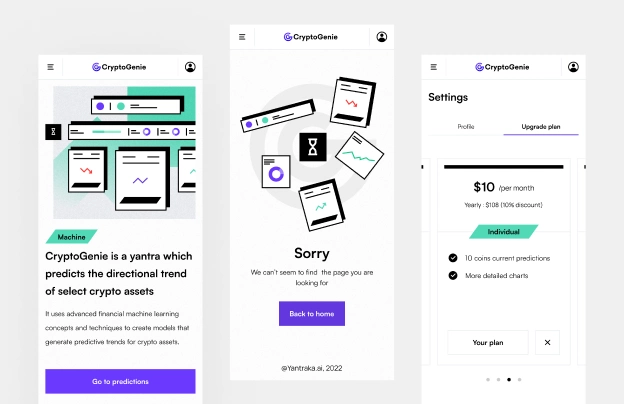 CryptoGenie
Machine
CryptoGenie is a yantra which
predicts the directional trend
of select crypto assets
It uses advanced financial machine learning
concepts and techniques to create models that
generate predictive trends for crypto assets.
Go to predictions
CryptoGenie
Sorry
We can't seem to find the page you are
looking for
Back to home
@Yantraka.ai, 2022
CryptoGenie
Settings
Profile
Upgrade plan
$10 /per month
Yearly : $108 (10% discount)
Individual
10 coins current predictions
More detailed charts
Your plan